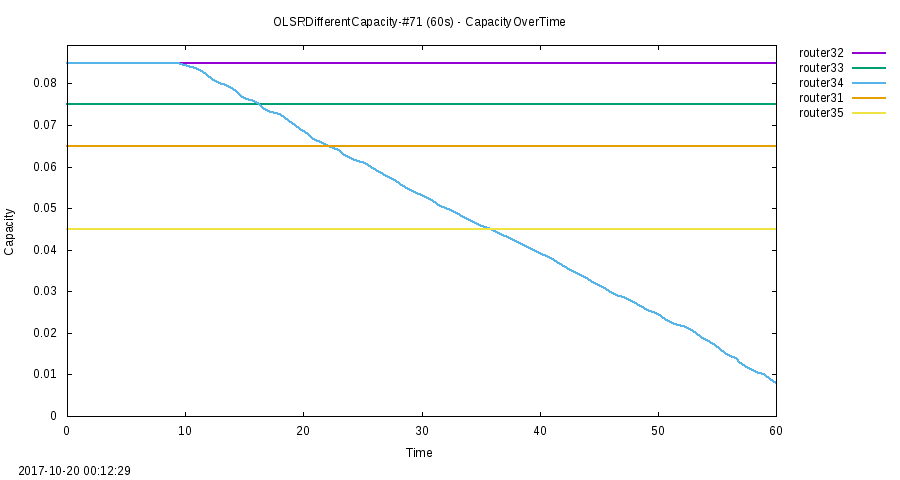 OLSRDifferentCapacity-#71 (60s) - CapacityOverTime
router32
router33
router34
router31
router35
0.08
0.07
0.06
0.05
0.04
0.03
0.02
0.01
0
Capacity
0 10 20 30 40 50 60
Time
2017-10-20 00:12:29